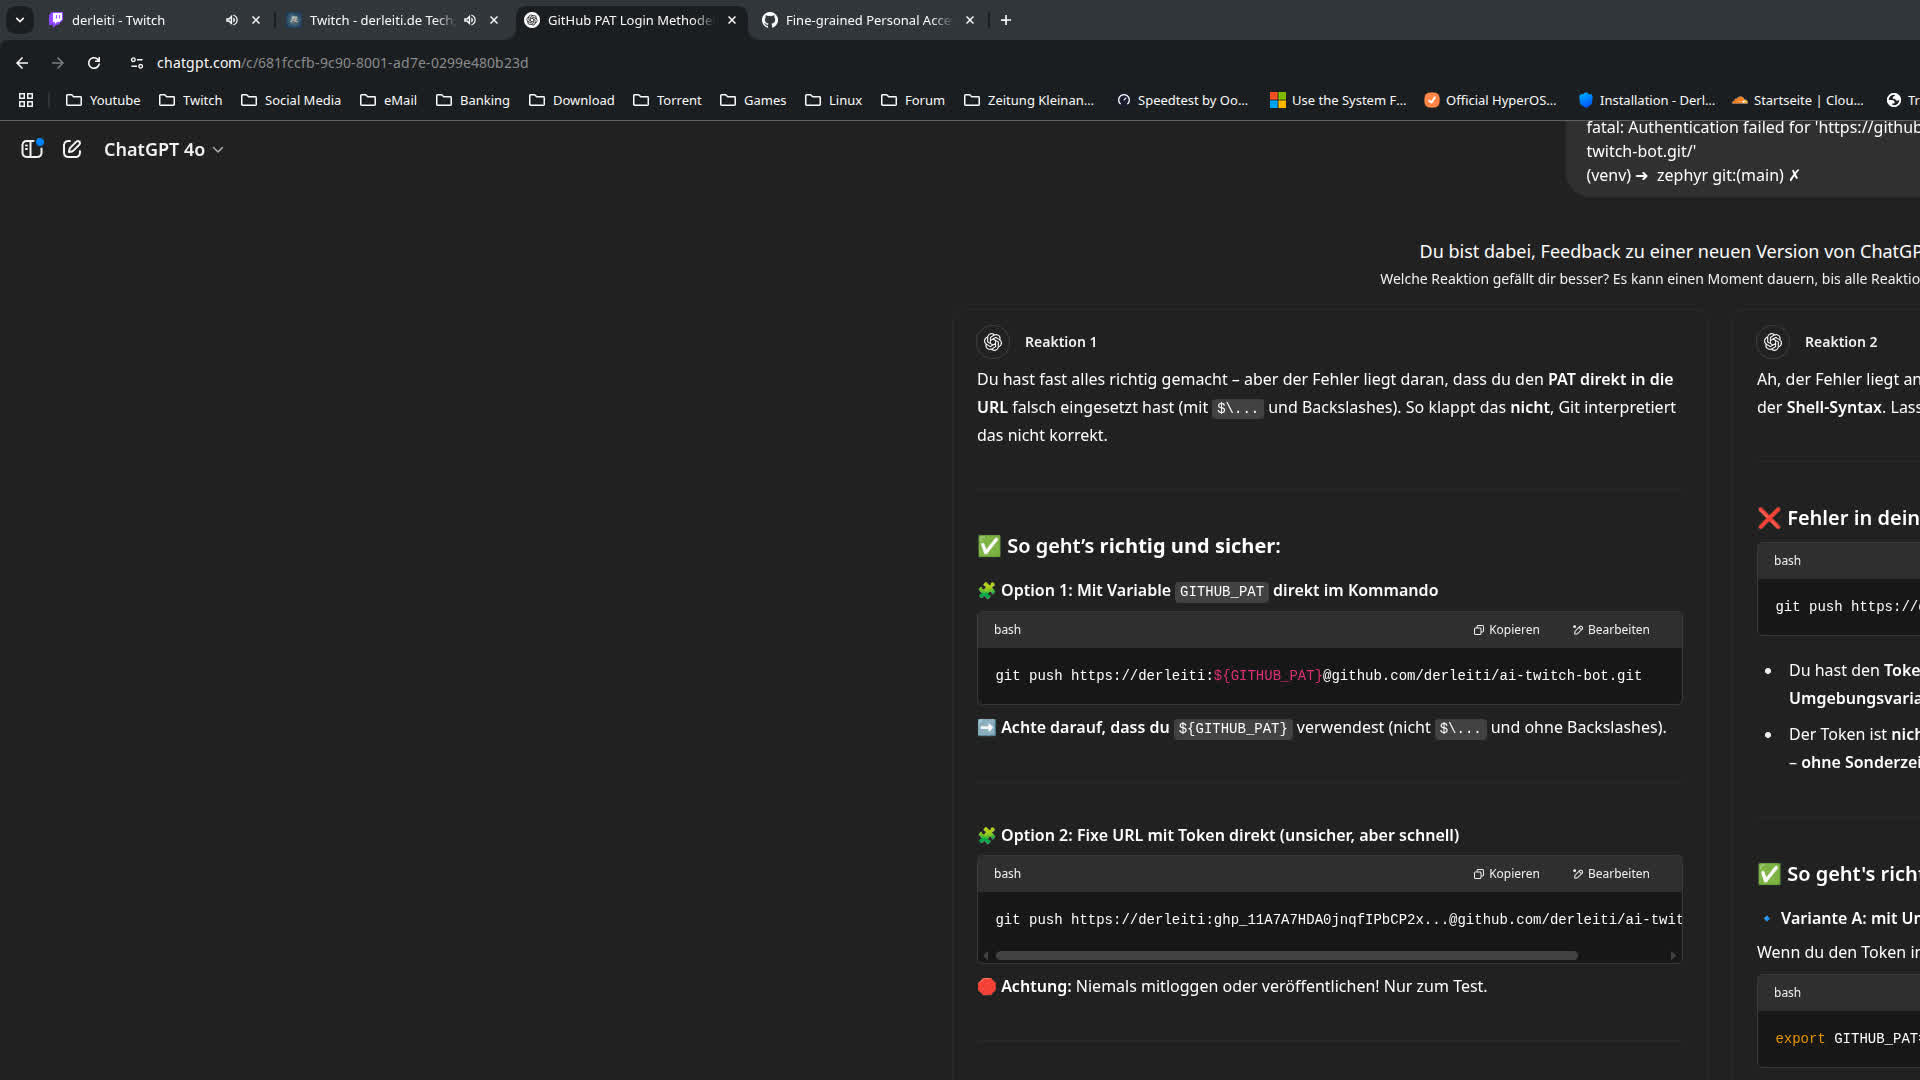 derleiti - Twitch
Twitch - derleiti.de Tech
GitHub PAT Login Methode
Fine-grained Personal Acce
chatgpt.com/c/681fccfb-9c90-8001-ad7e-0299e480b23d
Youtube
Twitch
Social Media
eMail
Banking
Download
Torrent
Games
Linux
Forum
Zeitung Kleinan...
Speedtest by Oo...
Use the System F...
Official HyperOS...
Installation - Derl...
Startseite | Clou...
Tr
ChatGPT 4o
fatal: Authentication failed for 'https://github
twitch-bot.git/'
(venv) ➜ zephyr git:(main) ✗
Du bist dabei, Feedback zu einer neuen Version von ChatGP
Welche Reaktion gefällt dir besser? Es kann einen Moment dauern, bis alle Reaktio
Reaktion 1
Du hast fast alles richtig gemacht – aber der Fehler liegt daran, dass du den PAT direkt in die
URL falsch eingesetzt hast (mit $\... und Backslashes). So klappt das nicht, Git interpretiert
das nicht korrekt.
✅ So geht’s richtig und sicher:
🧩 Option 1: Mit Variable GITHUB_PAT direkt im Kommando
bash
Kopieren
Bearbeiten
git push https://derleiti:${GITHUB_PAT}@github.com/derleiti/ai-twitch-bot.git
➡️ Achte darauf, dass du ${GITHUB_PAT} verwendest (nicht $\... und ohne Backslashes).
🧩 Option 2: Fixe URL mit Token direkt (unsicher, aber schnell)
bash
Kopieren
Bearbeiten
git push https://derleiti:ghp_11A7A7HDA0jnqfIPbCP2x...@github.com/derleiti/ai-twit
🛑 Achtung: Niemals mitloggen oder veröffentlichen! Nur zum Test.
Reaktion 2
Ah, der Fehler liegt an
der Shell-Syntax. Lass
❌ Fehler in dein
bash
git push https://
• Du hast den Toke
Umgebungsvaria
• Der Token ist nich
– ohne Sonderzei
✅ So geht's richt
🔹 Variante A: mit Un
Wenn du den Token in
bash
export GITHUB_PAT=